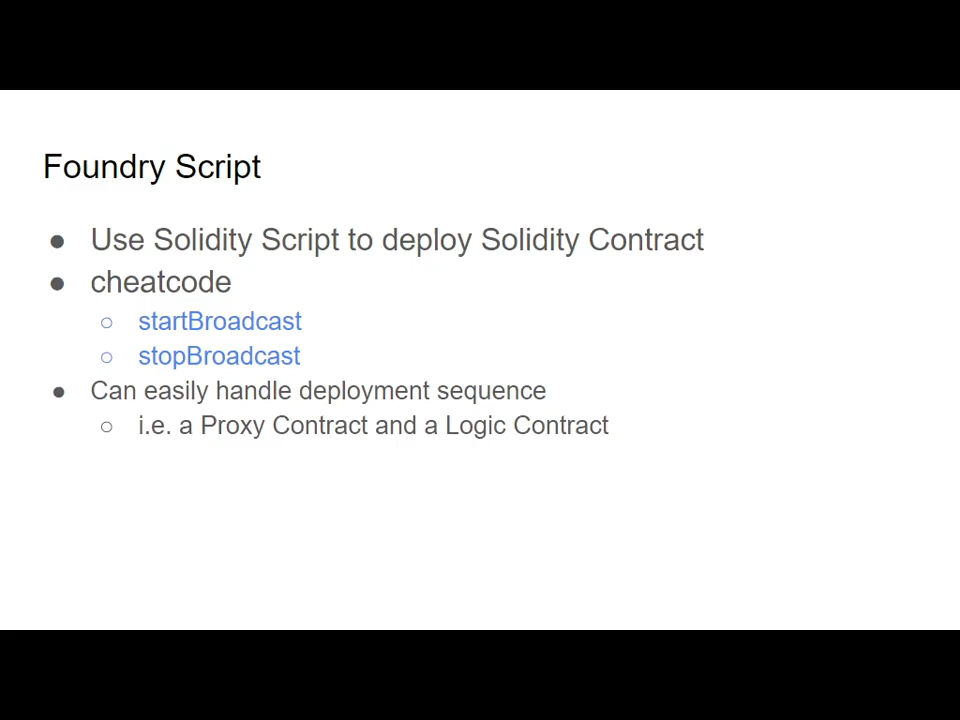 Foundry Script
● Use Solidity Script to deploy Solidity Contract
● cheatcode
○ startBroadcast
○ stopBroadcast
● Can easily handle deployment sequence
○ i.e. a Proxy Contract and a Logic Contract